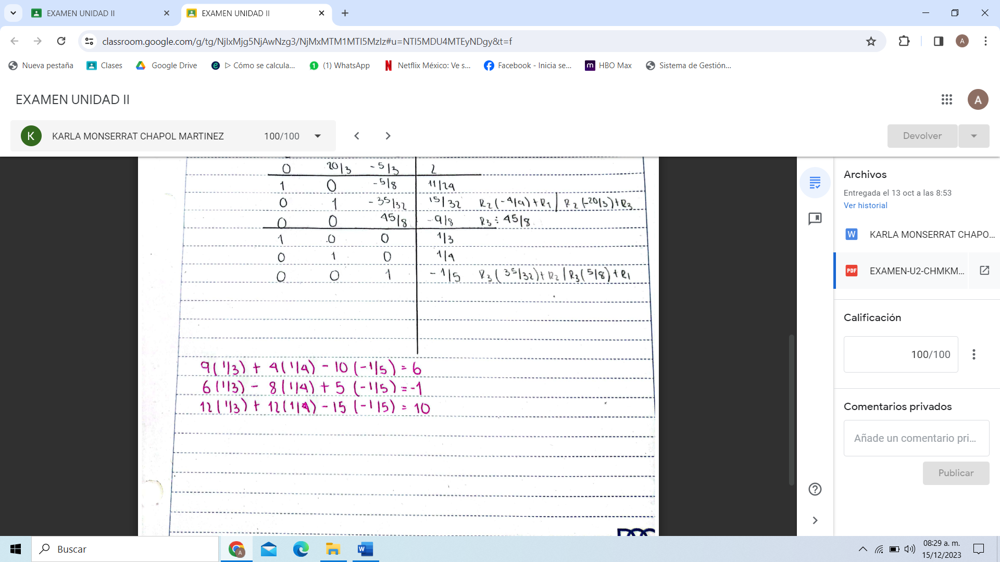 EXAMEN UNIDAD II
EXAMEN UNIDAD II
classroom.google.com/g/tg/NjIxMjg5NjAwNzg3/NjMxMTM1MTI5MzIz#u=NTI5MDU4MTEyNDgy&t=f
A
Nueva pestaña
Clases
Google Drive
▷ Cómo se calcula...
(1) WhatsApp
Netflix México: Ve s...
Facebook - Inicia se...
HBO Max
Sistema de Gestión...
EXAMEN UNIDAD II
A
K KARLA MONSERRAT CHAPOL MARTINEZ 100/100
Devolver
0 20/3 -5/3 2
1 0 -5/8 11/24
0 1 -35/32 15/32 R2(-4/9)+R1 | R2(-20/3)+R3
0 0 45/8 -9/8 R3 ÷ 45/8
1 0 0 1/3
0 1 0 1/4
0 0 1 -1/5 R3(35/32)+R2 | R3(5/8)+R1
9(1/3) + 4(1/4) - 10(-1/5) = 6
6(1/3) - 8(1/4) + 5(-1/5) = -1
12(1/3) + 12(1/4) - 15(-1/5) = 10
Archivos
Entregada el 13 oct a las 8:53
Ver historial
W KARLA MONSERRAT CHAPO...
PDF EXAMEN-U2-CHMKM...
Calificación
100/100
Comentarios privados
Añade un comentario pri...
Publicar
Buscar
08:29 a. m.
15/12/2023